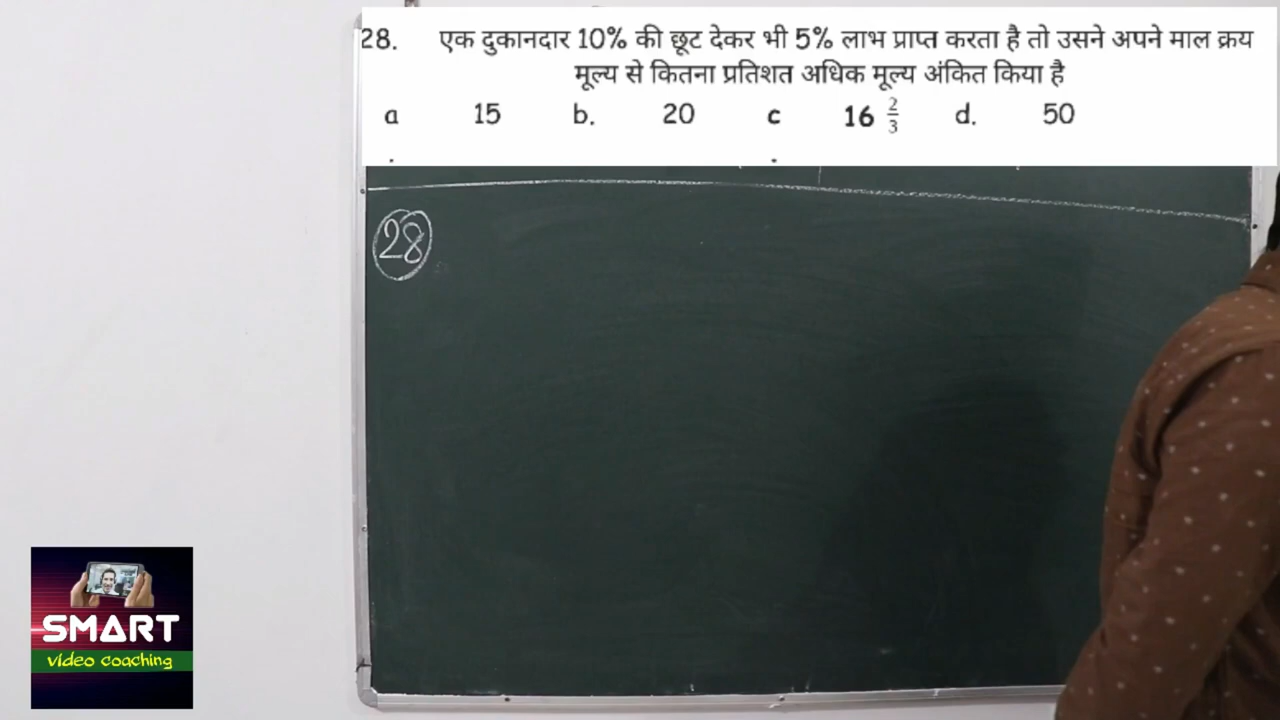 28. एक दुकानदार 10% की छूट देकर भी 5% लाभ प्राप्त करता है तो उसने अपने माल क्रय
मूल्य से कितना प्रतिशत अधिक मूल्य अंकित किया है
a. 15 b. 20 c. 16 2/3 d. 50
28
SMART
video coaching